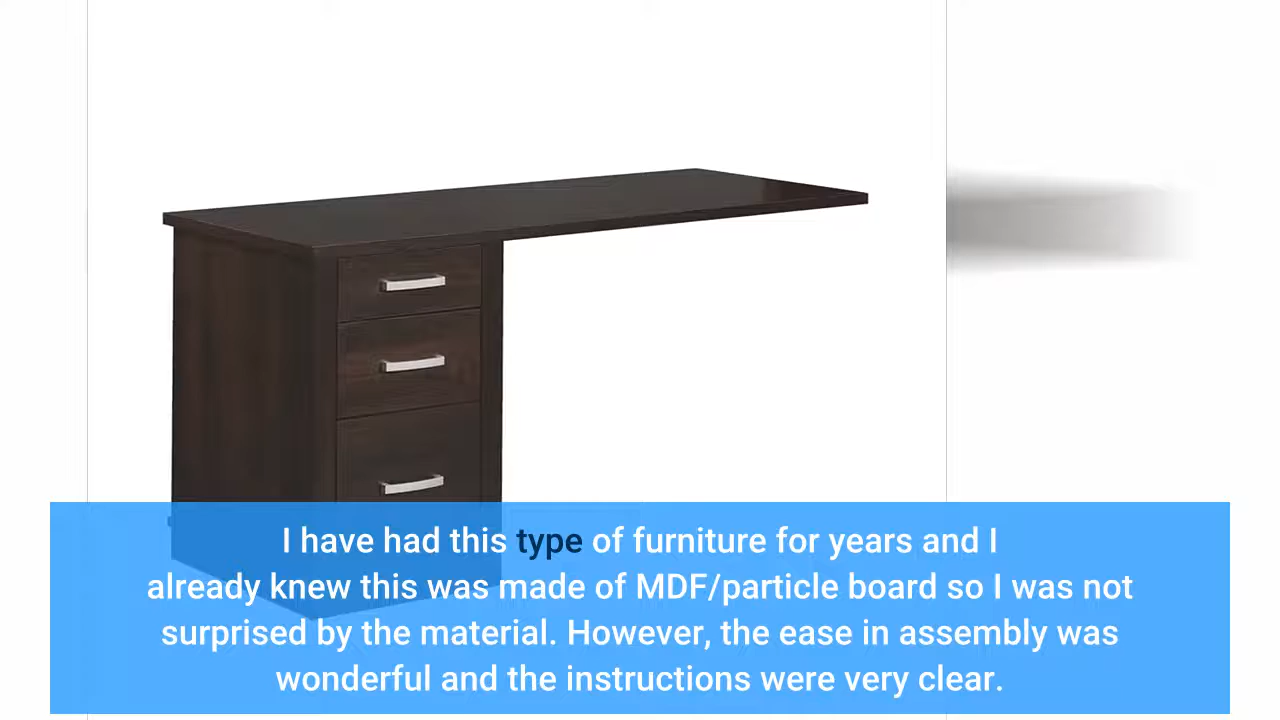 I have had this type of furniture for years and I
already knew this was made of MDF/particle board so I was not
surprised by the material. However, the ease in assembly was
wonderful and the instructions were very clear.